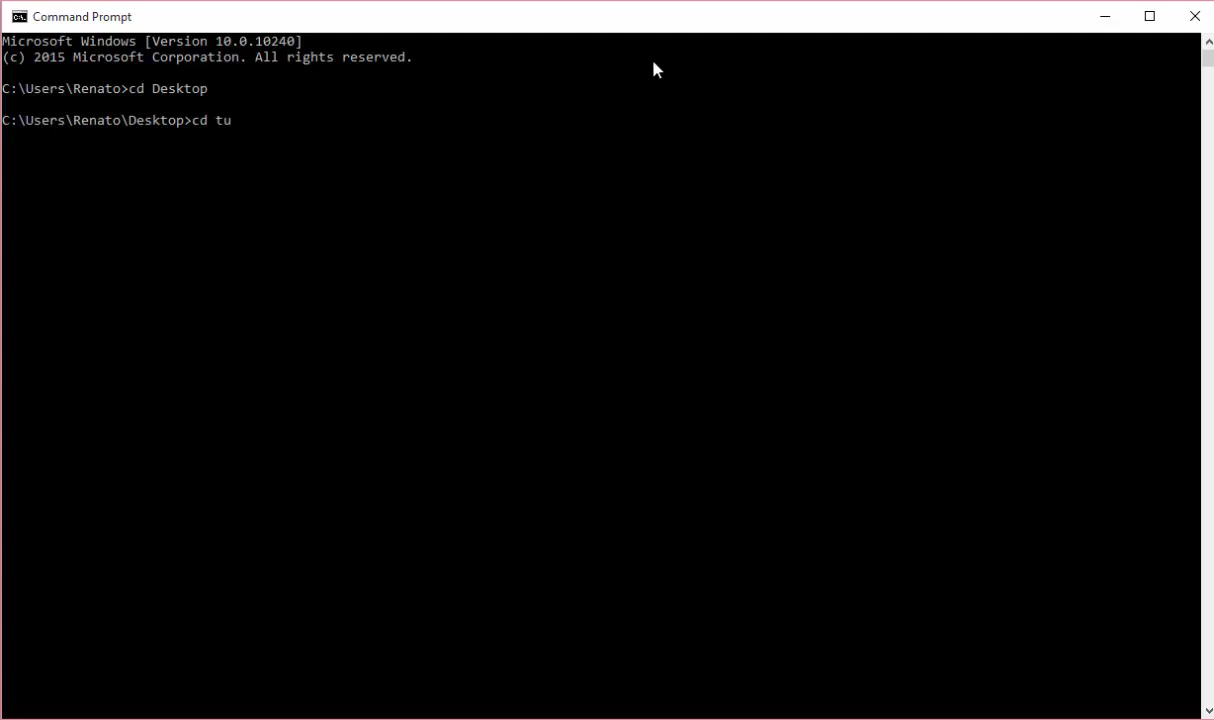 Command Prompt
Microsoft Windows [Version 10.0.10240]
(c) 2015 Microsoft Corporation. All rights reserved.
C:\Users\Renato>cd Desktop
C:\Users\Renato\Desktop>cd tu